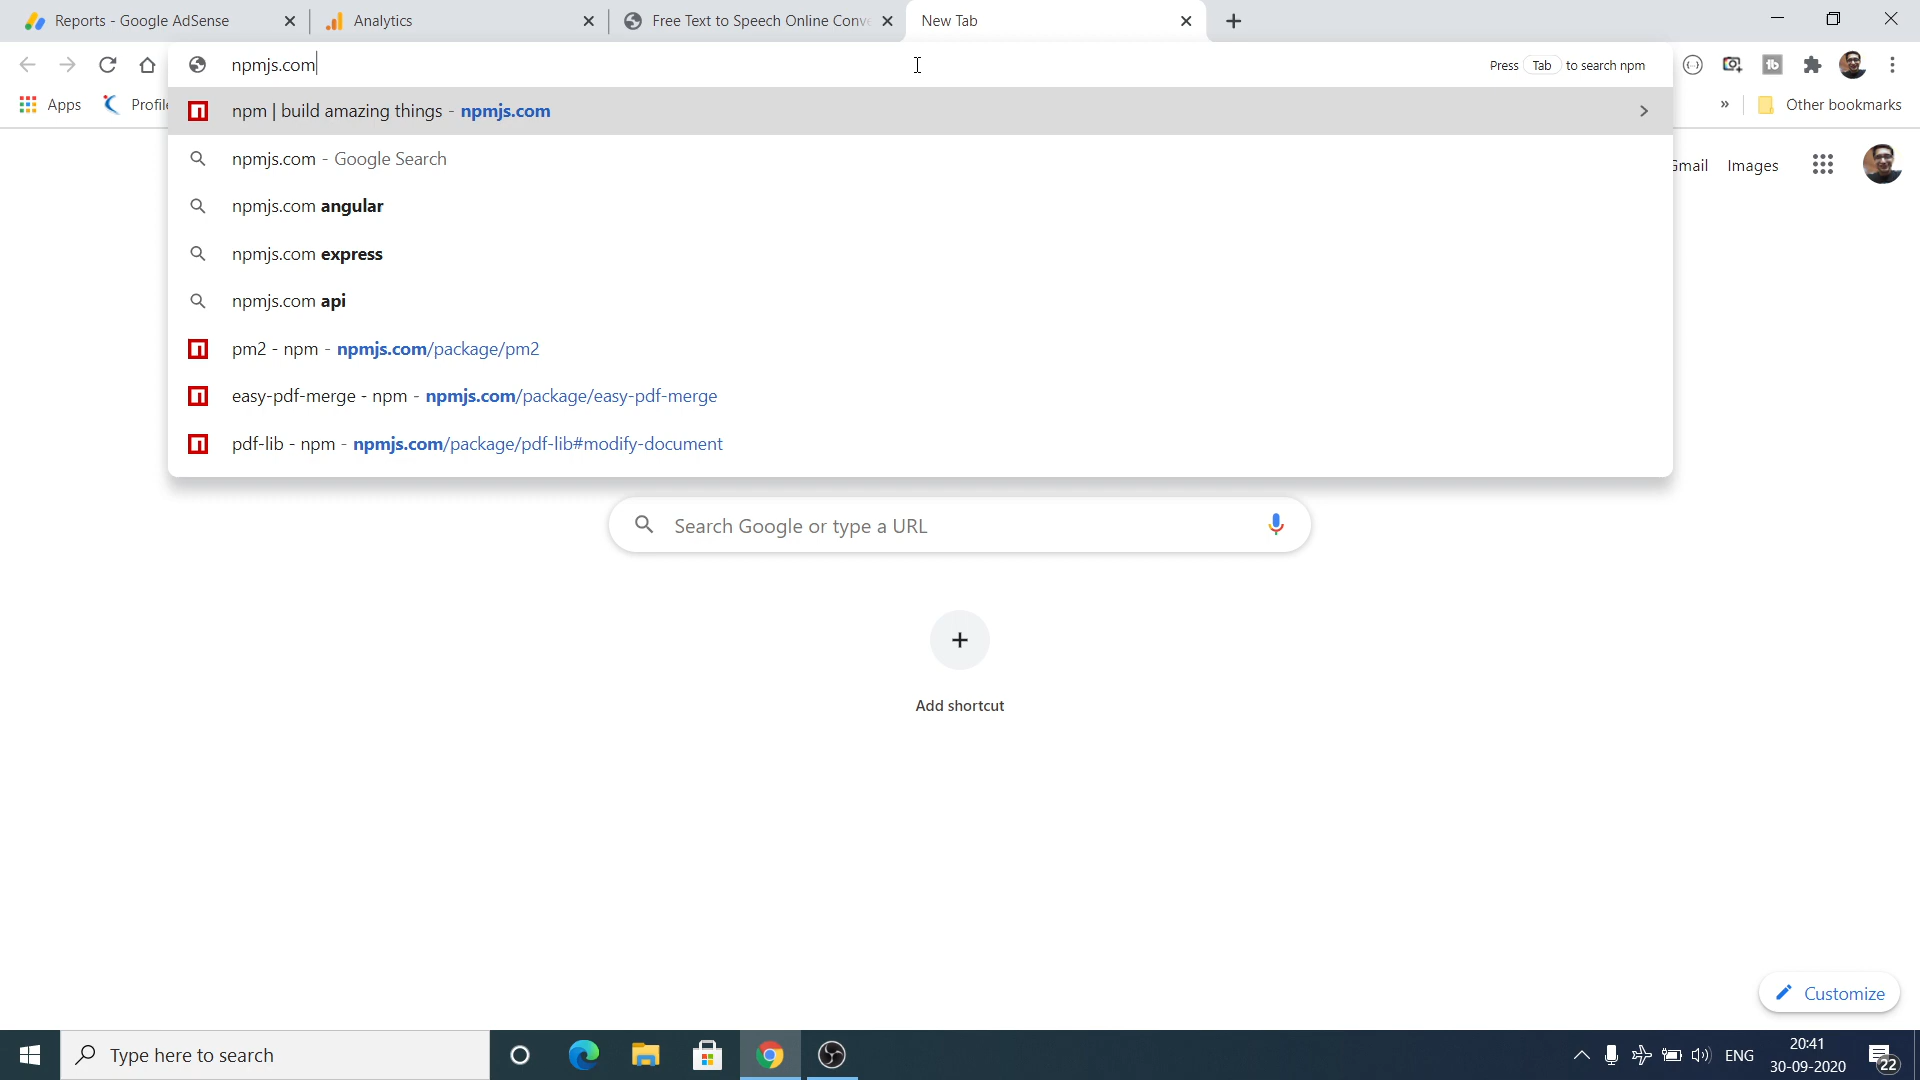 Reports - Google AdSense
Analytics
Free Text to Speech Online Conv
New Tab
npmjs.com
Press Tab to search npm
Apps
Profile
Other bookmarks
npm | build amazing things - npmjs.com
npmjs.com - Google Search
Gmail
Images
npmjs.com angular
npmjs.com express
npmjs.com api
pm2 - npm - npmjs.com/package/pm2
easy-pdf-merge - npm - npmjs.com/package/easy-pdf-merge
pdf-lib - npm - npmjs.com/package/pdf-lib#modify-document
Search Google or type a URL
Add shortcut
Customize
Type here to search
ENG
20:41
30-09-2020
22